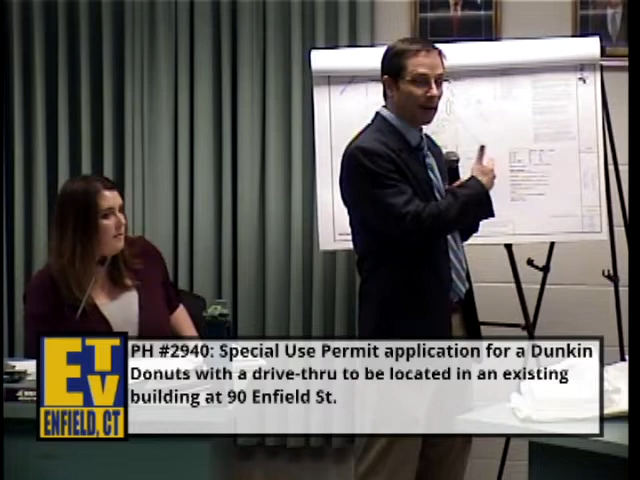 PH #2940: Special Use Permit application for a Dunkin
Donuts with a drive-thru to be located in an existing
building at 90 Enfield St.
ETV
ENFIELD, CT